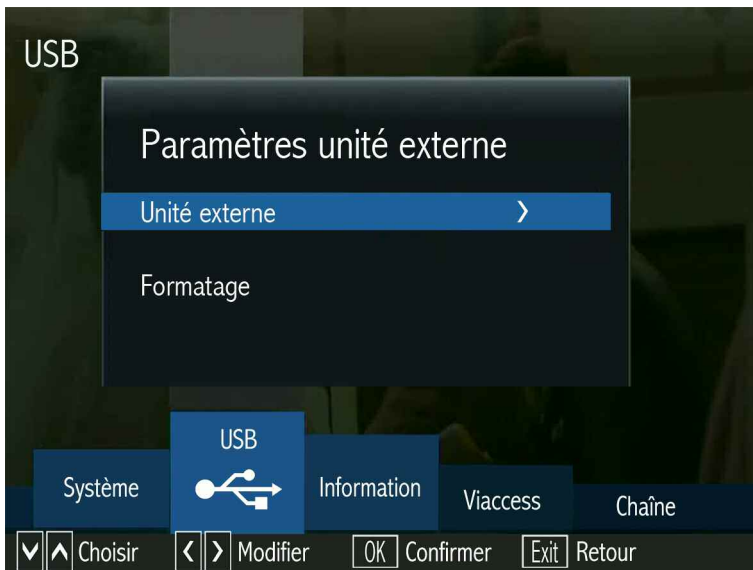 USB
Paramètres unité externe
Unité externe
Formatage
USB
Système
Information
Viaccess
Chaîne
Choisir Modifier OK Confirmer Exit Retour